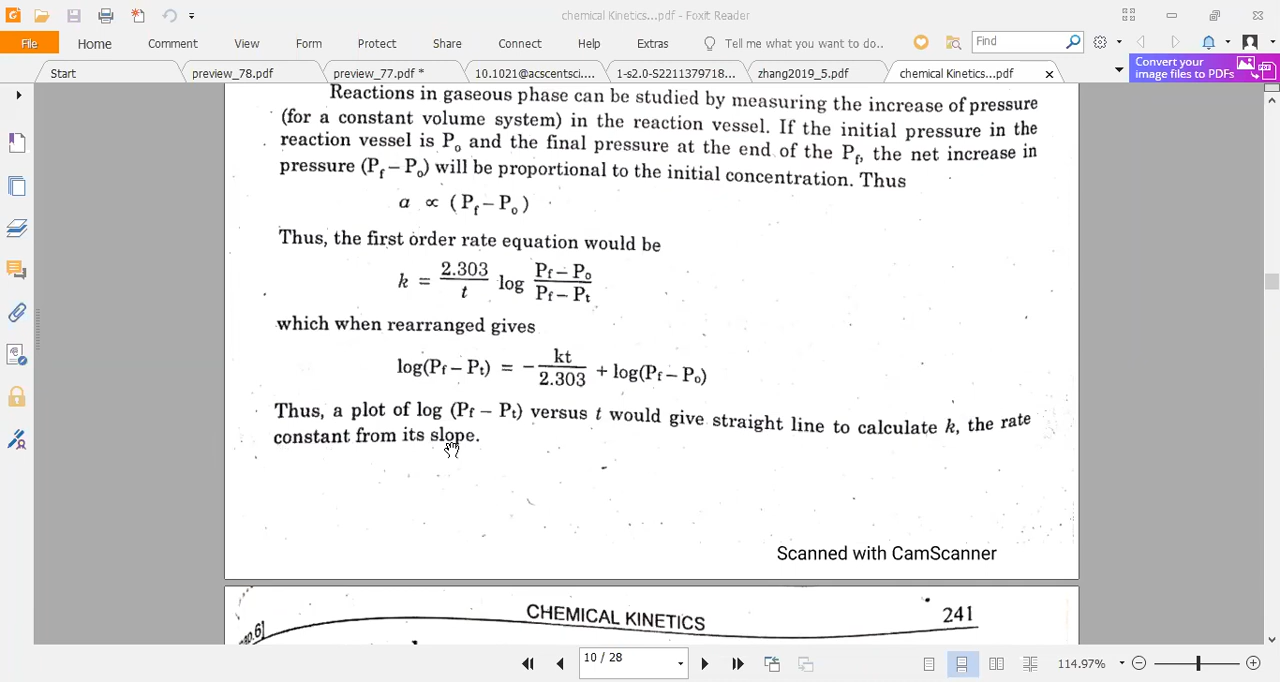 chemical Kinetics...pdf - Foxit Reader
File Home Comment View Form Protect Share Connect Help Extras Tell me what you want to do.. Find
Start preview_78.pdf preview_77.pdf * 10.1021@acscentsci.... 1-s2.0-S2211379718... zhang2019_5.pdf chemical Kinetics...pdf
Convert your
image files to PDFs
Reactions in gaseous phase can be studied by measuring the increase of pressure
(for a constant volume system) in the reaction vessel. If the initial pressure in the
reaction vessel is Pₒ and the final pressure at the end of the P_f, the net increase in
pressure (P_f – Pₒ) will be proportional to the initial concentration. Thus
a ∝ (P_f – Pₒ)
Thus, the first order rate equation would be
k = 2.303/t log (P_f – Pₒ)/(P_f – P_t)
which when rearranged gives
log(P_f – P_t) = – kt/2.303 + log(P_f – Pₒ)
Thus, a plot of log (P_f – P_t) versus t would give straight line to calculate k, the rate
constant from its slope.
Scanned with CamScanner
CHEMICAL KINETICS 241
10 / 28 114.97%